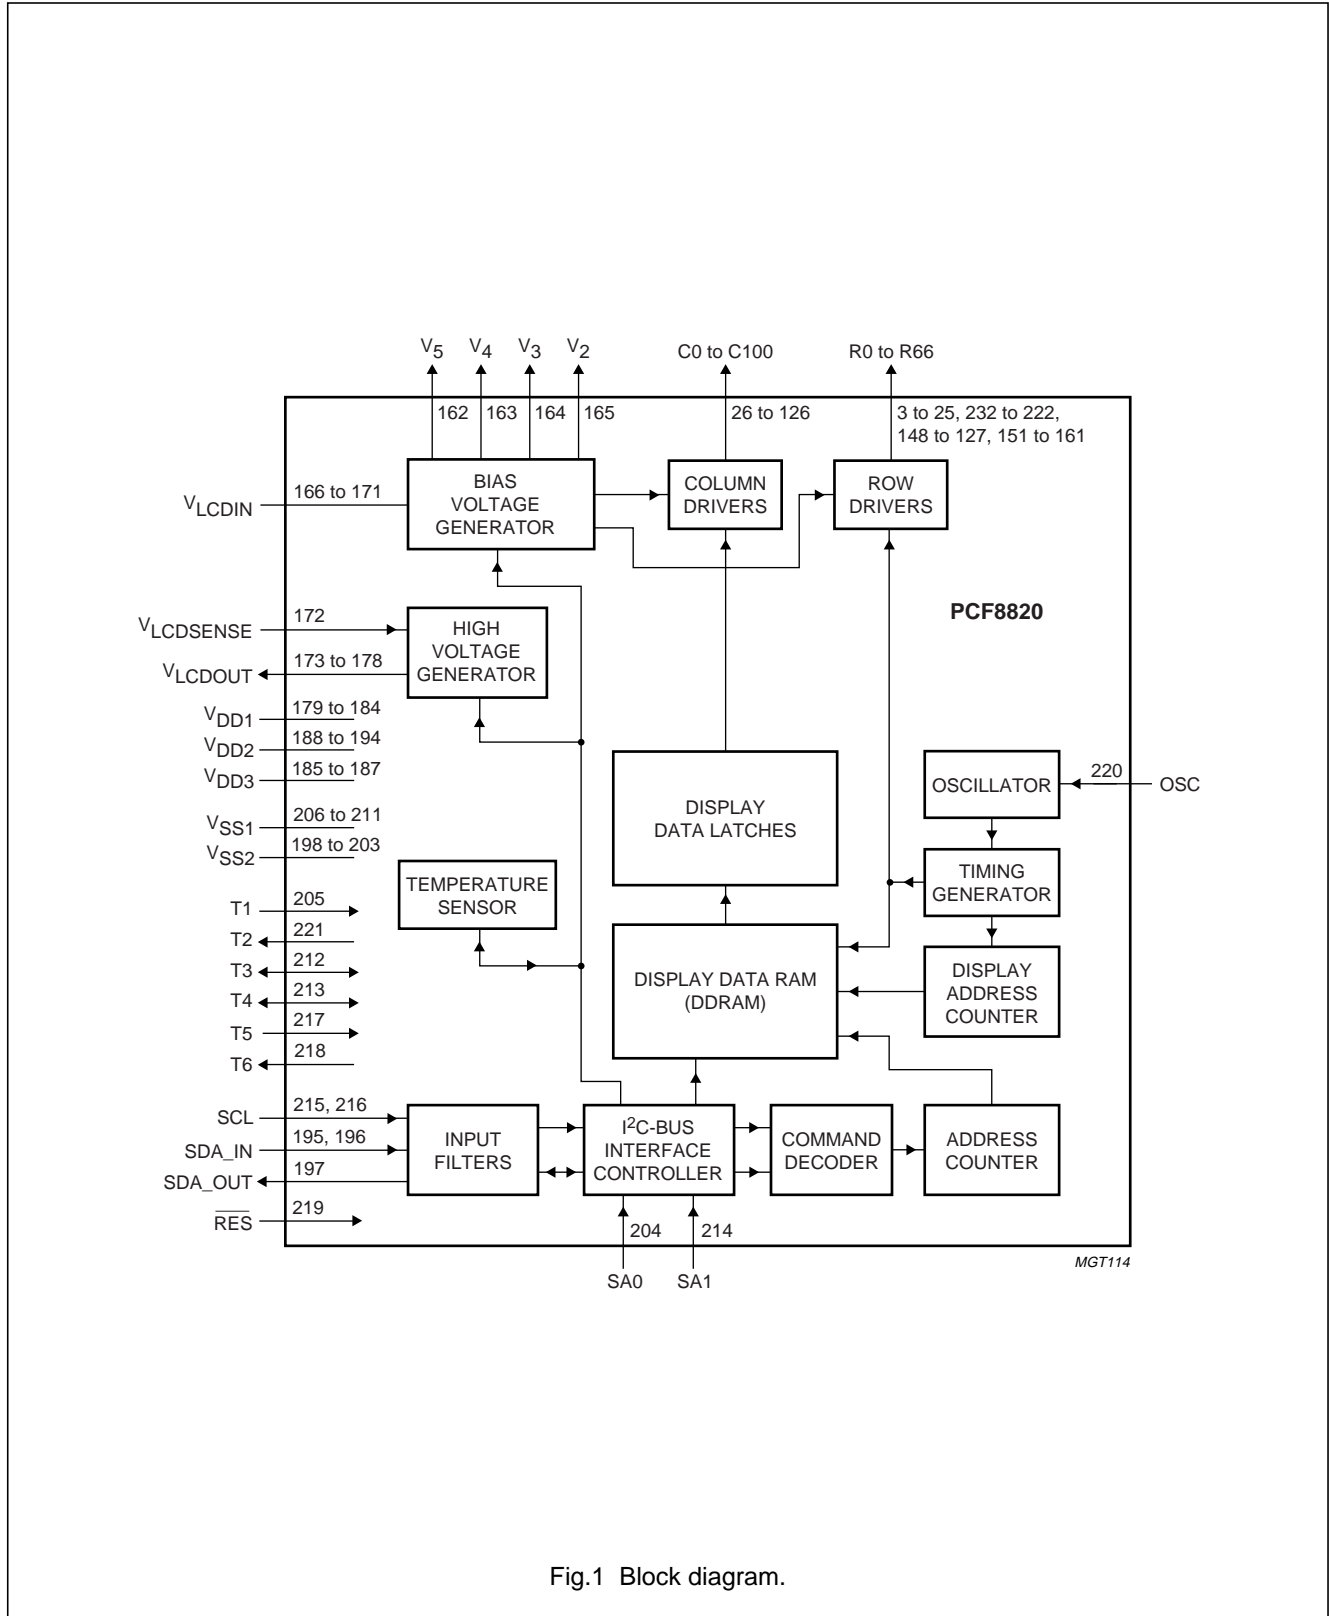 V5 V4 V3 V2 C0 to C100 R0 to R66
162 163 164 165 26 to 126 3 to 25, 232 to 222,
148 to 127, 151 to 161
VLCDIN 166 to 171
BIAS
VOLTAGE
GENERATOR
COLUMN
DRIVERS
ROW
DRIVERS
PCF8820
VLCDSENSE 172
VLCDOUT 173 to 178
HIGH
VOLTAGE
GENERATOR
VDD1 179 to 184
VDD2 188 to 194
VDD3 185 to 187
VSS1 206 to 211
VSS2 198 to 203
DISPLAY
DATA LATCHES
OSCILLATOR
220 OSC
TEMPERATURE
SENSOR
TIMING
GENERATOR
T1 205
T2 221
T3 212
T4 213
T5 217
T6 218
DISPLAY DATA RAM
(DDRAM)
DISPLAY
ADDRESS
COUNTER
SCL 215, 216
SDA_IN 195, 196
SDA_OUT 197
RES 219
INPUT
FILTERS
I2C-BUS
INTERFACE
CONTROLLER
COMMAND
DECODER
ADDRESS
COUNTER
204 214
SA0 SA1
MGT114
Fig.1 Block diagram.